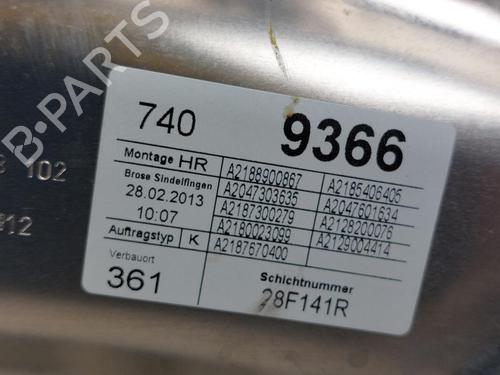 B-PARTS
740
9366
Montage HR
A2188900867
A2185406405
Brose Sindelfingen
A2047303635
A2047601634
28.02.2013
A2187300279
A2128200076
10:07
A2180023099
A2129004414
Auftragstyp K
A2187670400
Verbauort
361
Schichtnummer
28F141R
102